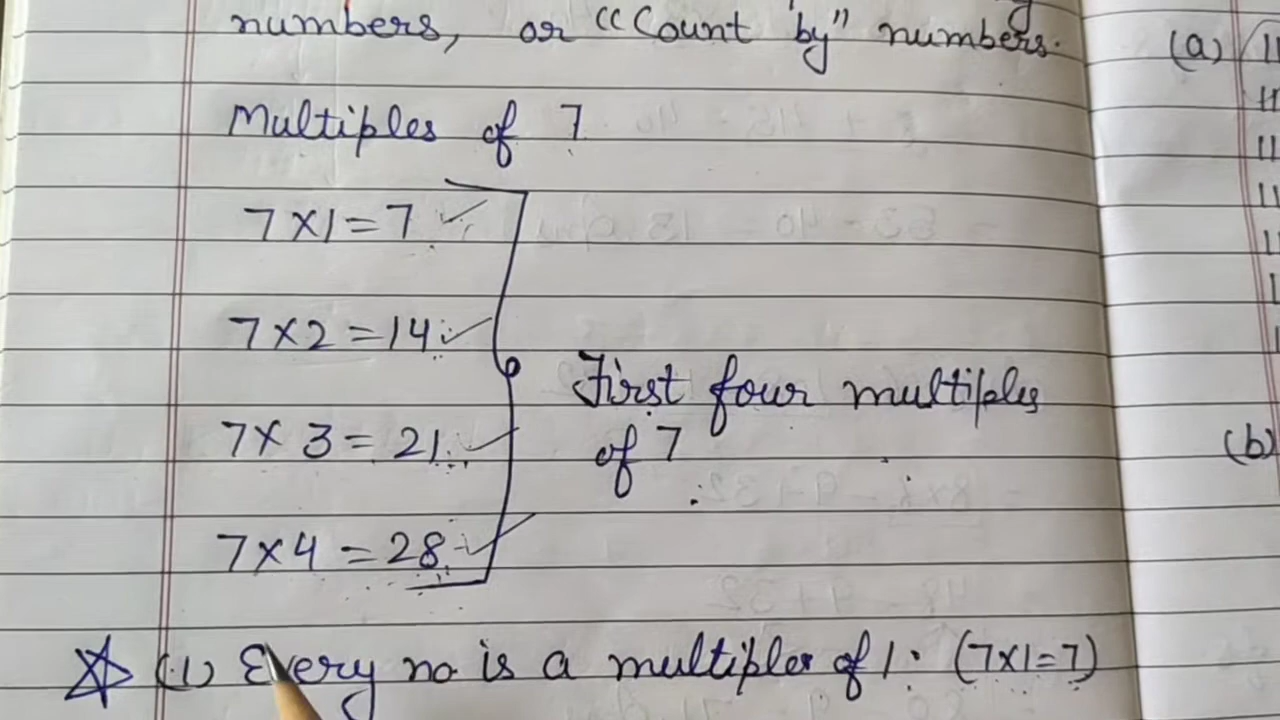 numbers, or "Count by" numbers.
Multiples of 7
7×1=7
7×2=14
7×3=21
7×4=28
First four multiples
of 7
(1) Every no is a multiples of 1. (7×1=7)
(a)
(b)